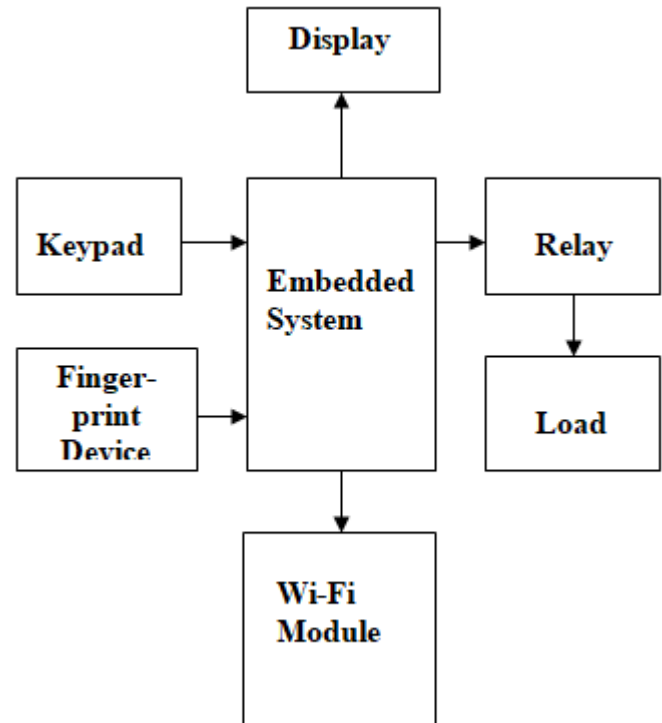 Display
Keypad
Embedded
System
Relay
Finger-
print
Device
Load
Wi-Fi
Module